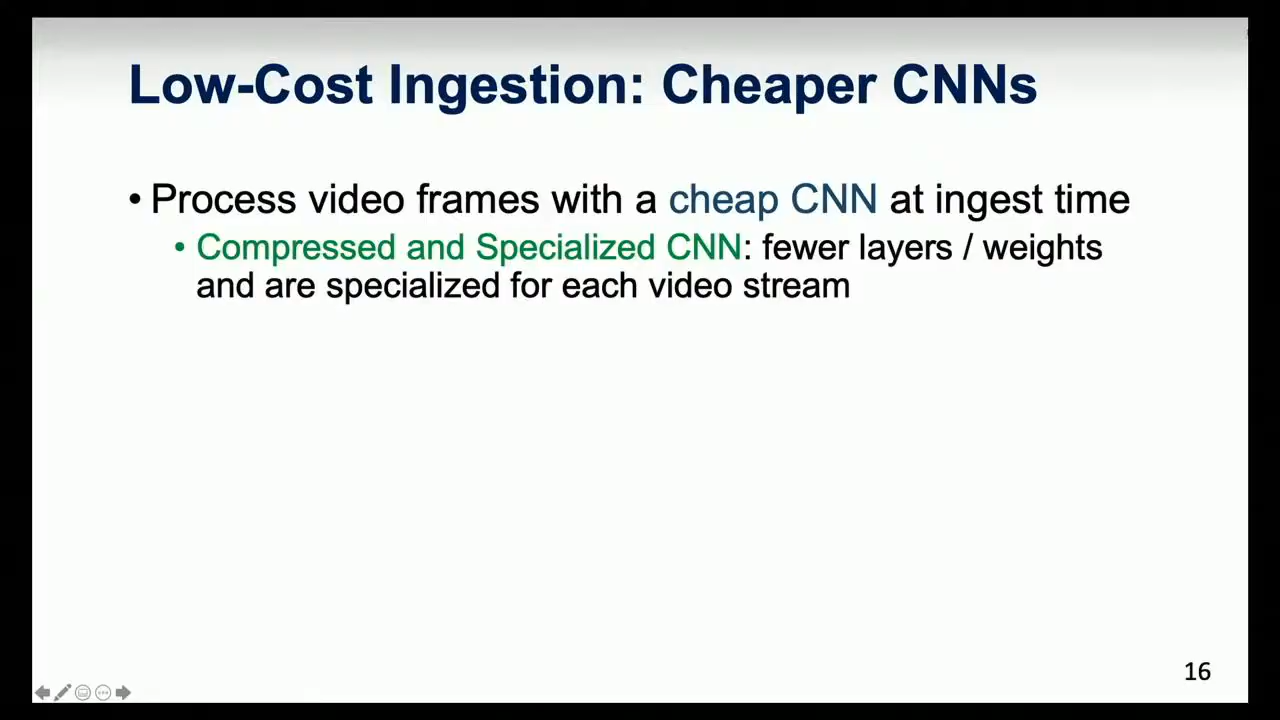 Low-Cost Ingestion: Cheaper CNNs
• Process video frames with a cheap CNN at ingest time
• Compressed and Specialized CNN: fewer layers / weights
and are specialized for each video stream
16